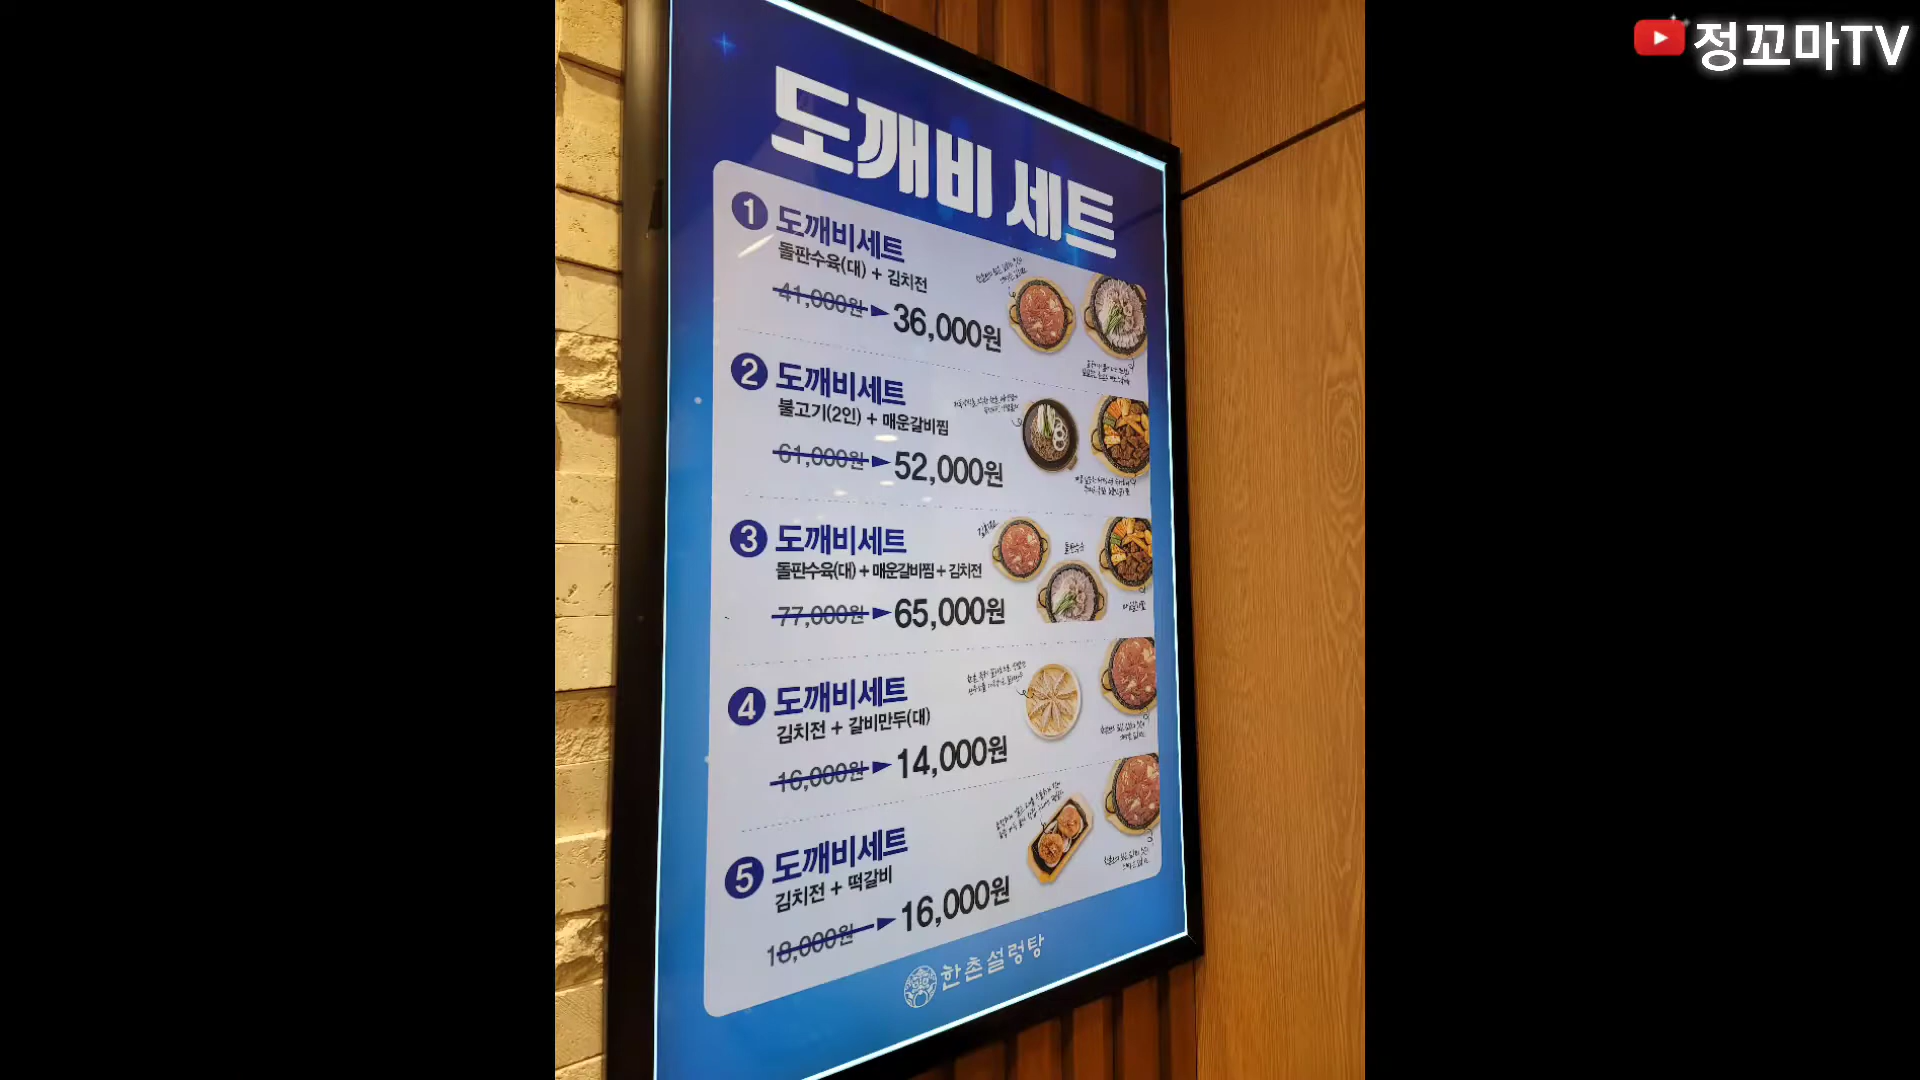 정꼬마TV
도깨비 세트
1 도깨비세트
돌판수육(대) + 김치전
41,000원 ► 36,000원
2 도깨비세트
불고기(2인) + 매운갈비찜
61,000원 ► 52,000원
3 도깨비세트
돌판수육(대) + 매운갈비찜 + 김치전
77,000원 ► 65,000원
김치전
돌판수육
4 도깨비세트
김치전 + 갈비만두(대)
16,000원 ► 14,000원
5 도깨비세트
김치전 + 떡갈비
18,000원 ► 16,000원
한촌설렁탕